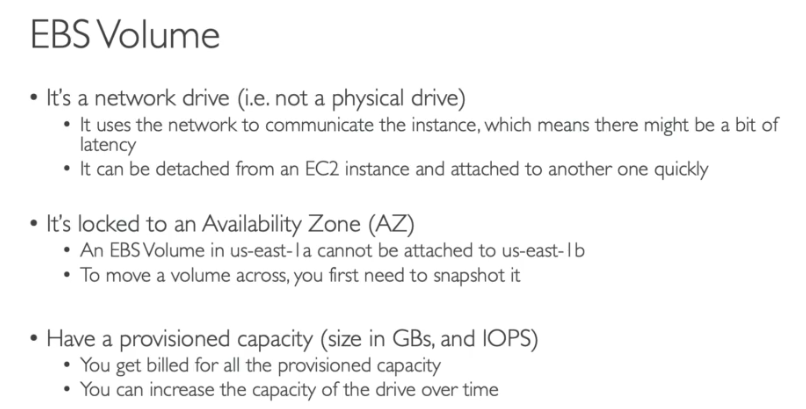 EBS Volume
• It's a network drive (i.e. not a physical drive)
• It uses the network to communicate the instance, which means there might be a bit of
latency
• It can be detached from an EC2 instance and attached to another one quickly
• It's locked to an Availability Zone (AZ)
• An EBS Volume in us-east-1a cannot be attached to us-east-1b
• To move a volume across, you first need to snapshot it
• Have a provisioned capacity (size in GBs, and IOPS)
• You get billed for all the provisioned capacity
• You can increase the capacity of the drive over time